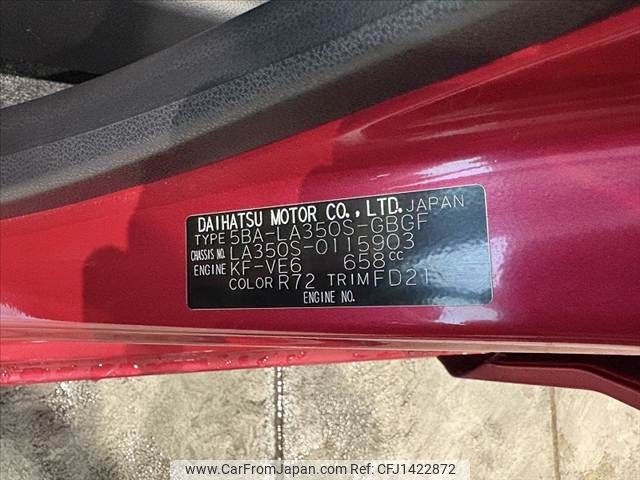 DAIHATSU MOTOR CO., LTD. JAPAN
TYPE 5BA-LA350S-GBGF
CHASSIS NO. LA350S-0115903
ENGINE KF-VE6 658cc
COLOR R72 TRIM FD21
ENGINE NO.
www.CarFromJapan.com Ref. Code: CFJ1422872